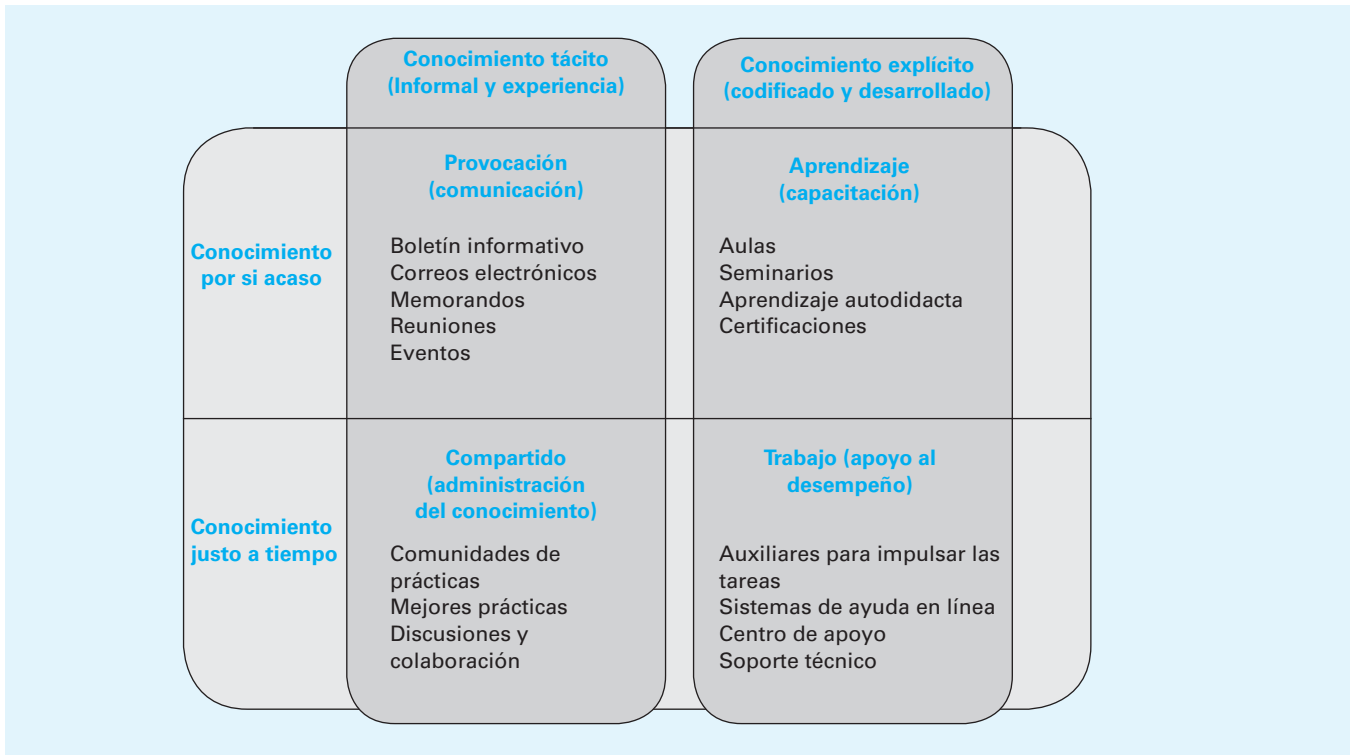 Conocimiento tácito
(Informal y experiencia)
Conocimiento explícito
(codificado y desarrollado)
Conocimiento
por si acaso
Provocación
(comunicación)
Boletín informativo
Correos electrónicos
Memorandos
Reuniones
Eventos
Aprendizaje
(capacitación)
Aulas
Seminarios
Aprendizaje autodidacta
Certificaciones
Conocimiento
justo a tiempo
Compartido
(administración
del conocimiento)
Comunidades de
prácticas
Mejores prácticas
Discusiones y
colaboración
Trabajo (apoyo al
desempeño)
Auxiliares para impulsar las
tareas
Sistemas de ayuda en línea
Centro de apoyo
Soporte técnico